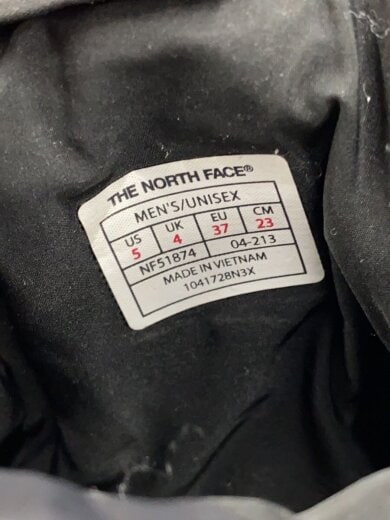 THE NORTH FACE®
MEN'S/UNISEX
US UK EU CM
5 4 37 23
NF51874 04-213
MADE IN VIETNAM
1041728N3X